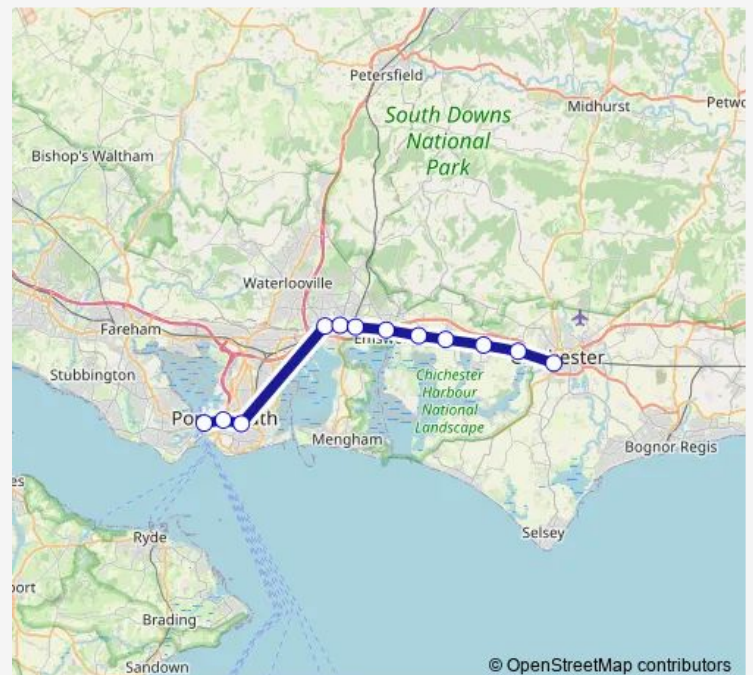 Petersfield
South Downs
National
Park
Midhurst
Bishop's Waltham
Waterlooville
Fareham
Stubbington
Chichester
Harbour
National
Landscape
Mengham
Bognor Regis
Selsey
Ryde
Brading
Sandown
© OpenStreetMap contributors